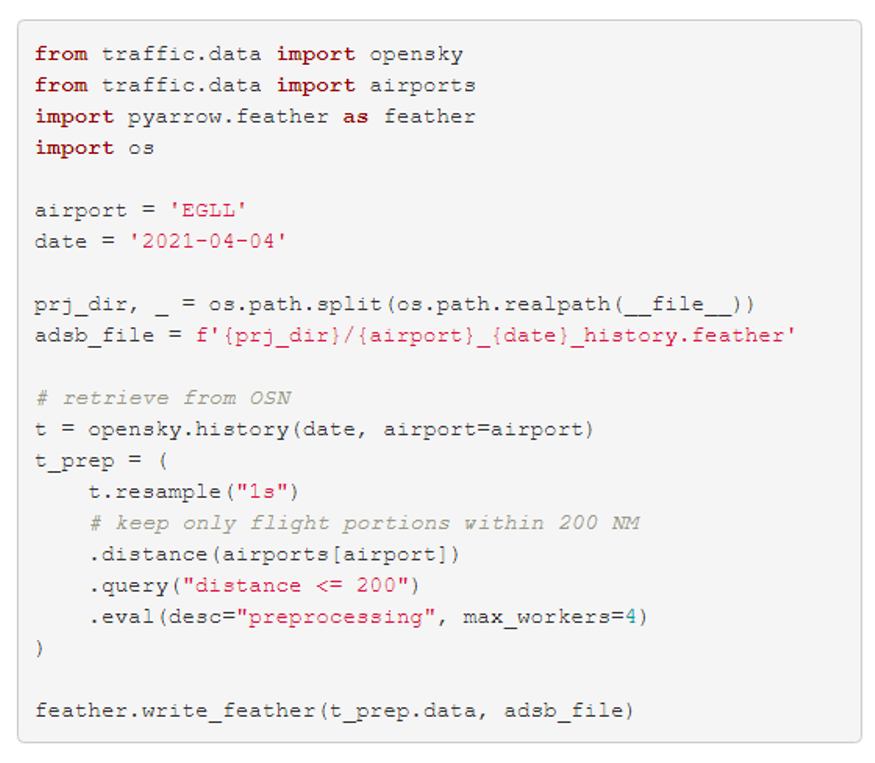 from traffic.data import opensky
from traffic.data import airports
import pyarrow.feather as feather
import os

airport = 'EGLL'
date = '2021-04-04'

prj_dir, _ = os.path.split(os.path.realpath(__file__))
adsb_file = f'{prj_dir}/{airport}_{date}_history.feather'

# retrieve from OSN
t = opensky.history(date, airport=airport)
t_prep = (
    t.resample("1s")
    # keep only flight portions within 200 NM
    .distance(airports[airport])
    .query("distance <= 200")
    .eval(desc="preprocessing", max_workers=4)
)

feather.write_feather(t_prep.data, adsb_file)